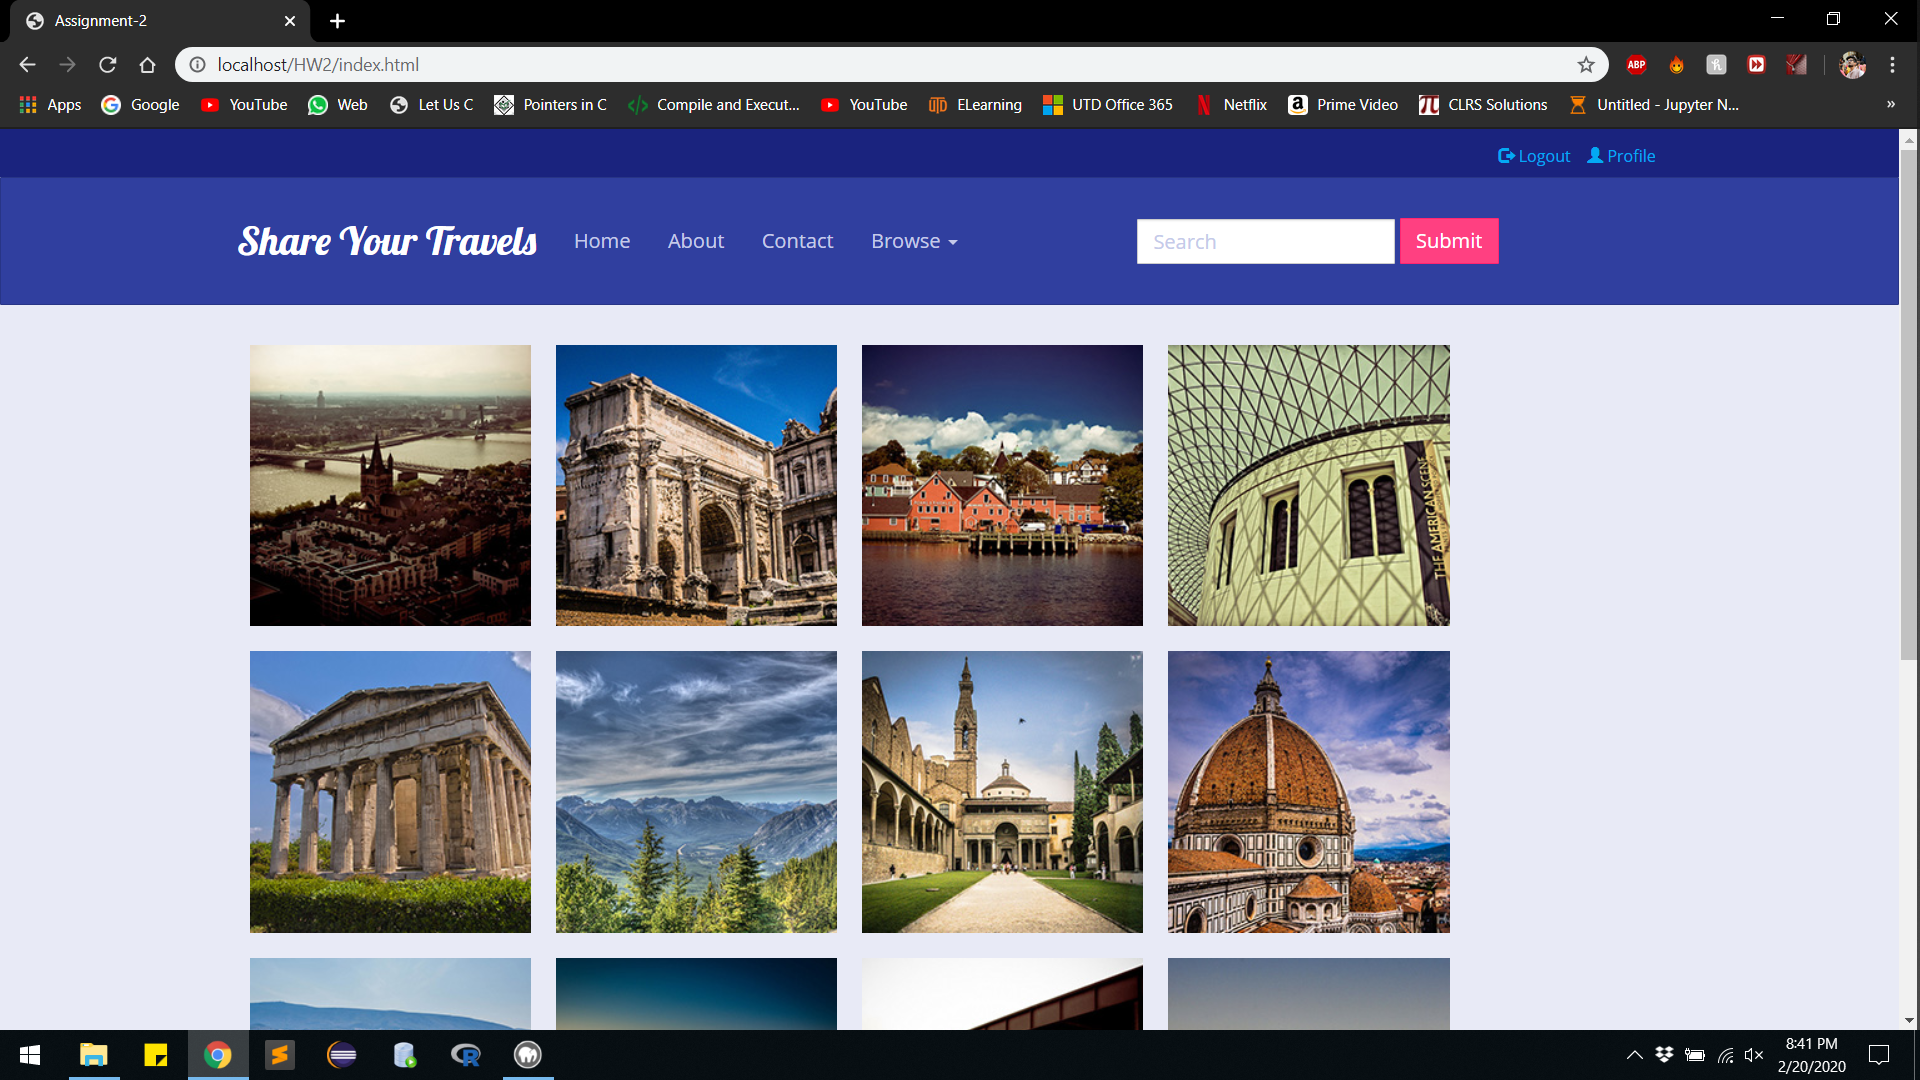 Assignment-2
localhost/HW2/index.html
ABP
Apps Google YouTube Web Let Us C Pointers in C Compile and Execut... YouTube ELearning UTD Office 365 Netflix Prime Video CLRS Solutions Untitled - Jupyter N... »
Logout Profile
Share Your Travels Home About Contact Browse Search Submit
THE AMERICAN SCENE
8:41 PM
2/20/2020